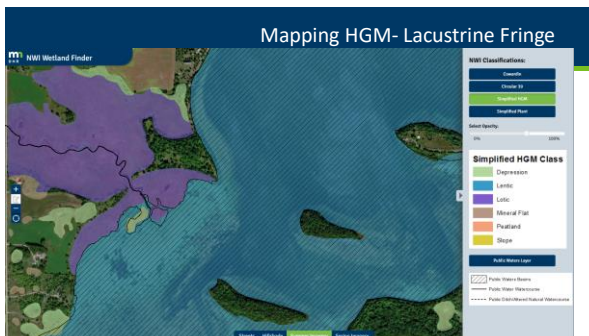 Mapping HGM- Lacustrine Fringe
NWI Wetland Finder
NWI Classifications:
Cowardin
Circular 39
Simplified HGM
Simplified Plant
Select Opacity:
0%
100%
Simplified HGM Class
Depression
Lentic
Lotic
Mineral Flat
Peatland
Slope
Public Waters Layer
Public Waters Basins
Public Water Watercourse
Public Ditch/Altered Natural Watercourse